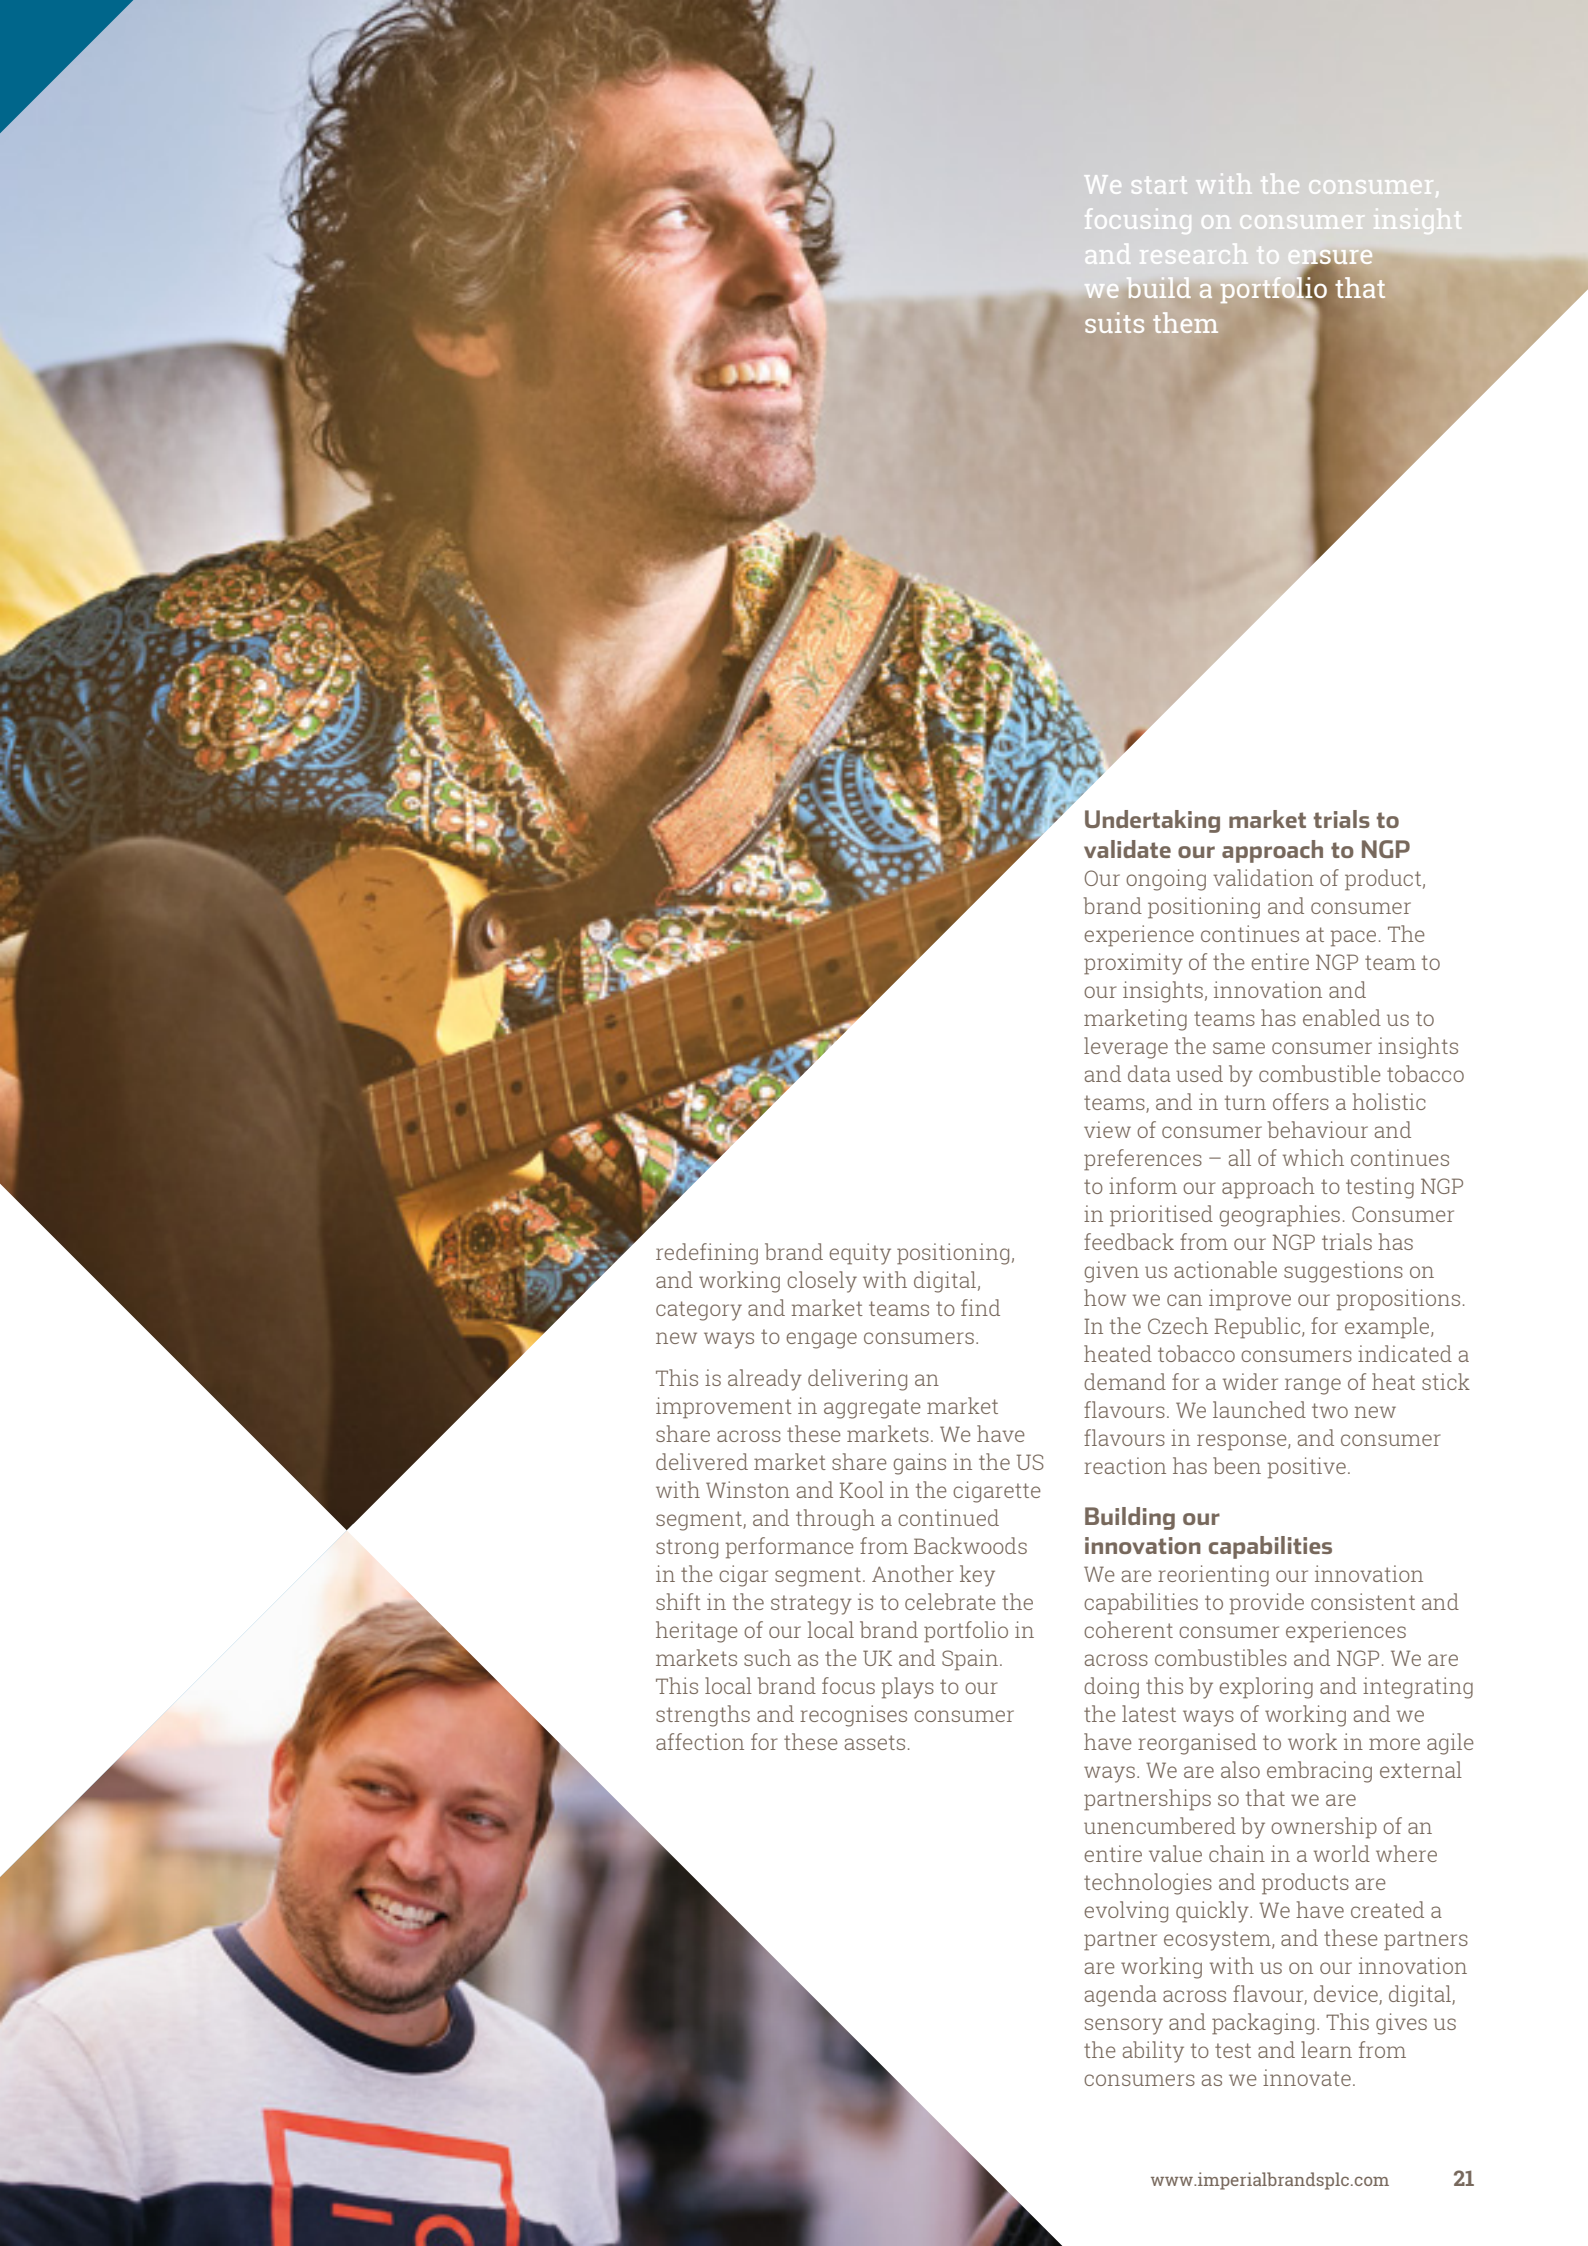 We start with the consumer,
focusing on consumer insight
and research to ensure
we build a portfolio that
suits them
redefining brand equity positioning,
and working closely with digital,
category and market teams to find
new ways to engage consumers.
This is already delivering an
improvement in aggregate market
share across these markets. We have
delivered market share gains in the US
with Winston and Kool in the cigarette
segment, and through a continued
strong performance from Backwoods
in the cigar segment. Another key
shift in the strategy is to celebrate the
heritage of our local brand portfolio in
markets such as the UK and Spain.
This local brand focus plays to our
strengths and recognises consumer
affection for these assets.
Undertaking market trials to
validate our approach to NGP
Our ongoing validation of product,
brand positioning and consumer
experience continues at pace. The
proximity of the entire NGP team to
our insights, innovation and
marketing teams has enabled us to
leverage the same consumer insights
and data used by combustible tobacco
teams, and in turn offers a holistic
view of consumer behaviour and
preferences – all of which continues
to inform our approach to testing NGP
in prioritised geographies. Consumer
feedback from our NGP trials has
given us actionable suggestions on
how we can improve our propositions.
In the Czech Republic, for example,
heated tobacco consumers indicated a
demand for a wider range of heat stick
flavours. We launched two new
flavours in response, and consumer
reaction has been positive.
Building our
innovation capabilities
We are reorienting our innovation
capabilities to provide consistent and
coherent consumer experiences
across combustibles and NGP. We are
doing this by exploring and integrating
the latest ways of working and we
have reorganised to work in more agile
ways. We are also embracing external
partnerships so that we are
unencumbered by ownership of an
entire value chain in a world where
technologies and products are
evolving quickly. We have created a
partner ecosystem, and these partners
are working with us on our innovation
agenda across flavour, device, digital,
sensory and packaging. This gives us
the ability to test and learn from
consumers as we innovate.
www.imperialbrandsplc.com 21